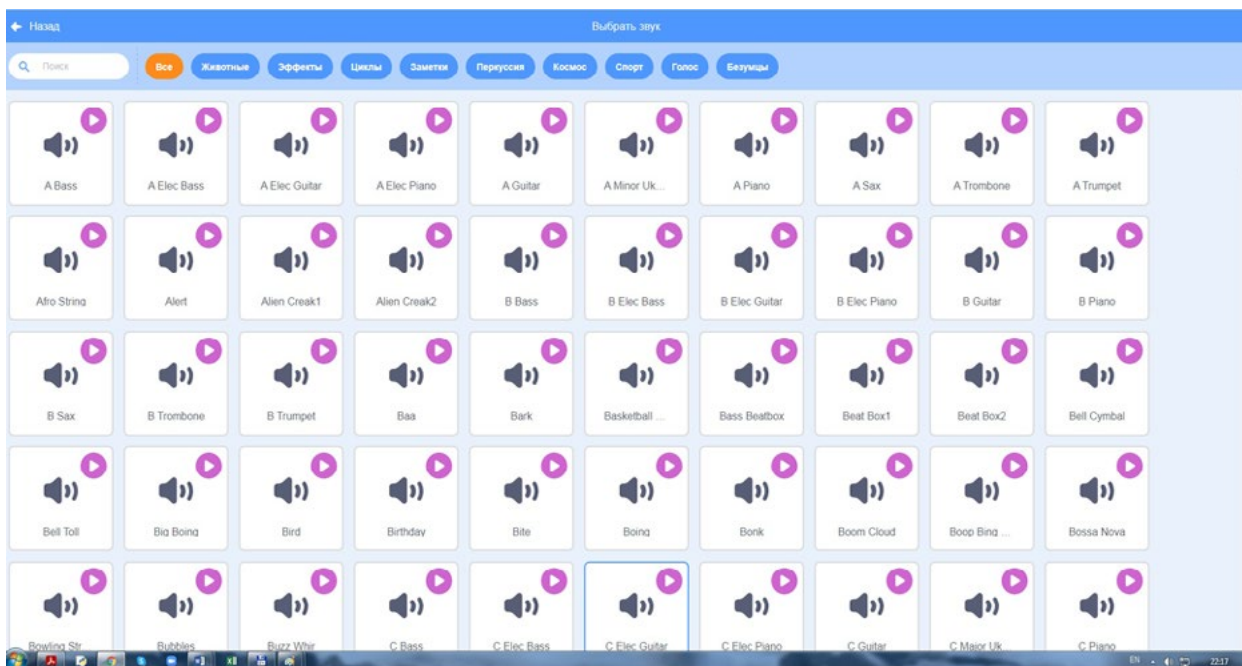 Назад Выбрать звук
Поиск Все Животные Эффекты Циклы Заметки Перкуссия Космос Спорт Голос Безумцы
A Bass A Elec Bass A Elec Guitar A Elec Piano A Guitar A Minor Uk... A Piano A Sax A Trombone A Trumpet
Afro String Alert Alien Creak1 Alien Creak2 B Bass B Elec Bass B Elec Guitar B Elec Piano B Guitar B Piano
B Sax B Trombone B Trumpet Baa Bark Basketball ... Bass Beatbox Beat Box1 Beat Box2 Bell Cymbal
Bell Toll Big Boing Bird Birthday Bite Boing Bonk Boom Cloud Boop Bing ... Bossa Nova
Bowling Str... Bubbles Buzz Whir C Bass C Elec Bass C Elec Guitar C Elec Piano C Guitar C Major Uk... C Piano
EN 22:17